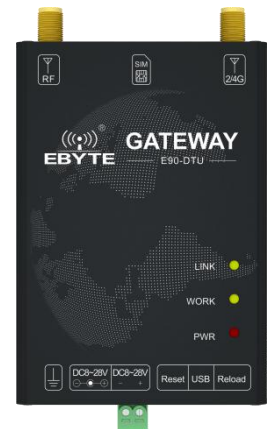 SIM
RF
2/4G
®
EBYTE
GATEWAY
E90-DTU
LINK
WORK
PWR
DC8~28V
DC8~28V
- +
- +
Reset
USB
Reload